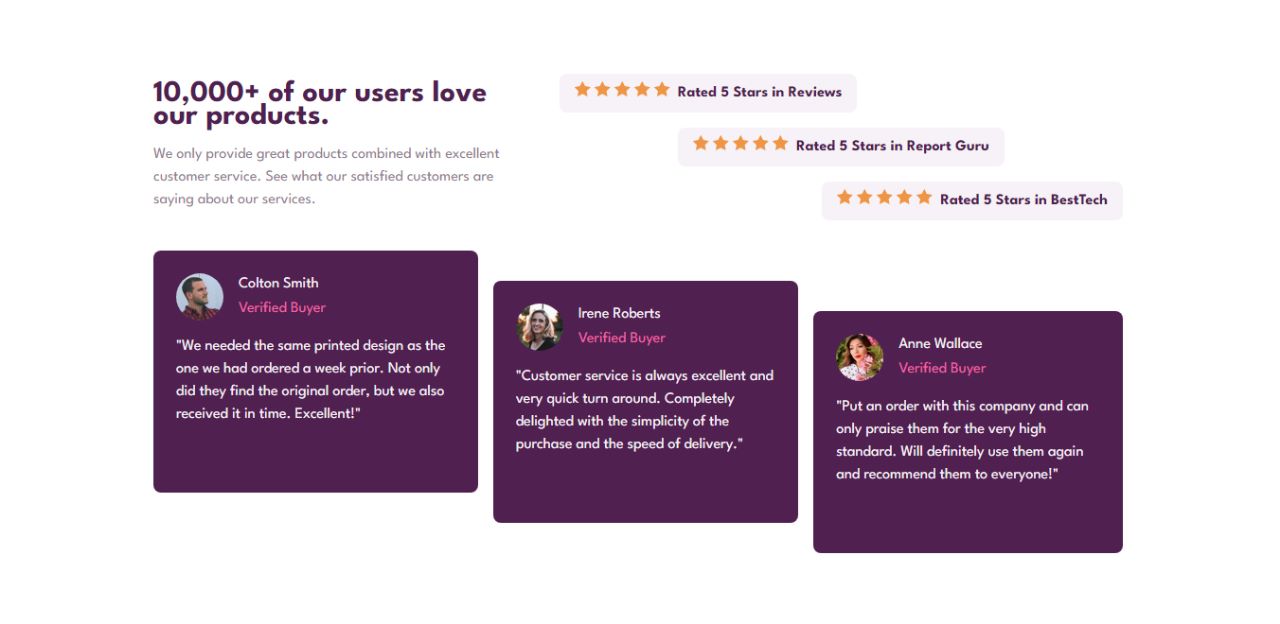 10,000+ of our users love
our products.
We only provide great products combined with excellent
customer service. See what our satisfied customers are
saying about our services.
Rated 5 Stars in Reviews
Rated 5 Stars in Report Guru
Rated 5 Stars in BestTech
Colton Smith
Verified Buyer
"We needed the same printed design as the
one we had ordered a week prior. Not only
did they find the original order, but we also
received it in time. Excellent!"
Irene Roberts
Verified Buyer
"Customer service is always excellent and
very quick turn around. Completely
delighted with the simplicity of the
purchase and the speed of delivery."
Anne Wallace
Verified Buyer
"Put an order with this company and can
only praise them for the very high
standard. Will definitely use them again
and recommend them to everyone!"